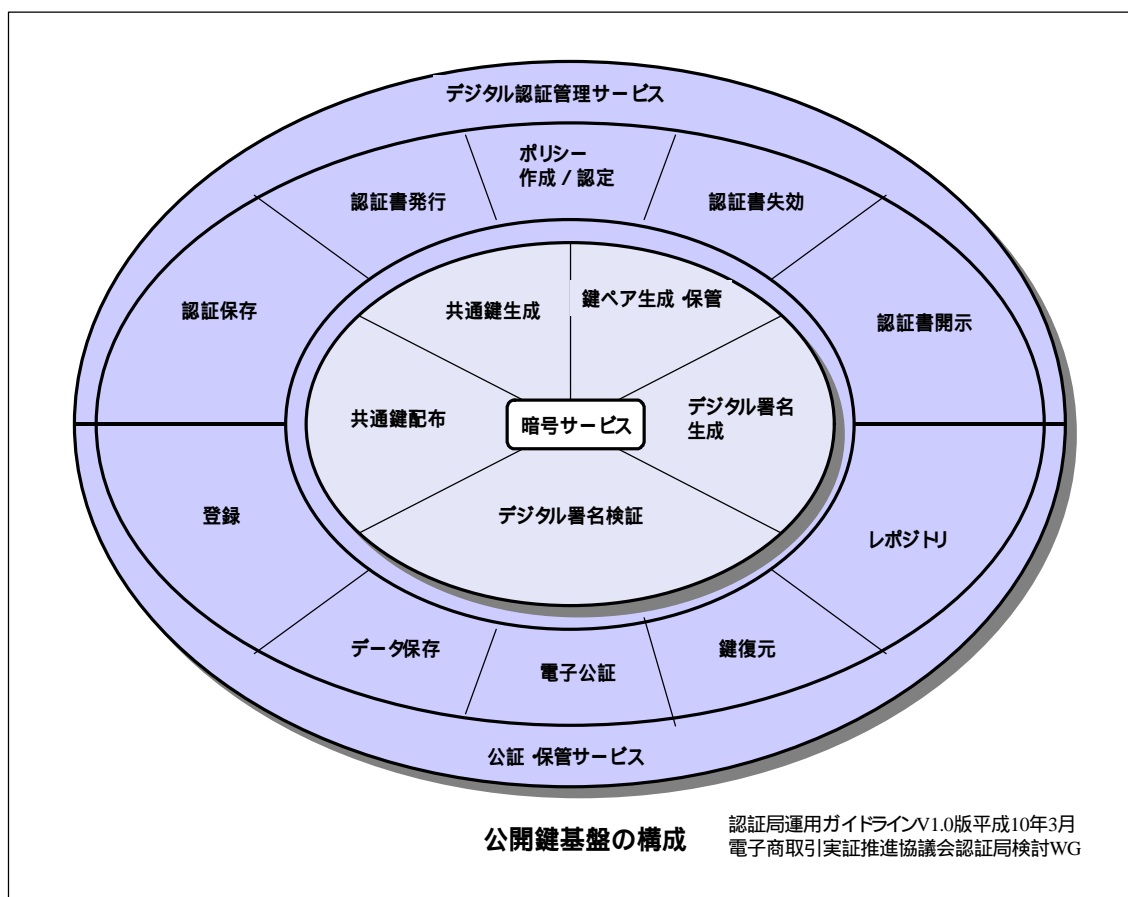 デジタル認証管理サービス
ポリシー
作成 / 認定
認証書発行
認証書失効
認証保存
認証書開示
共通鍵生成
鍵ペア生成・保管
共通鍵配布
暗号サービス
デジタル署名
生成
デジタル署名検証
登録
レポジトリ
データ保存
電子公証
鍵復元
公証・保管サービス
公開鍵基盤の構成
認証局運用ガイドラインV1.0版平成10年3月
電子商取引実証推進協議会認証局検討WG